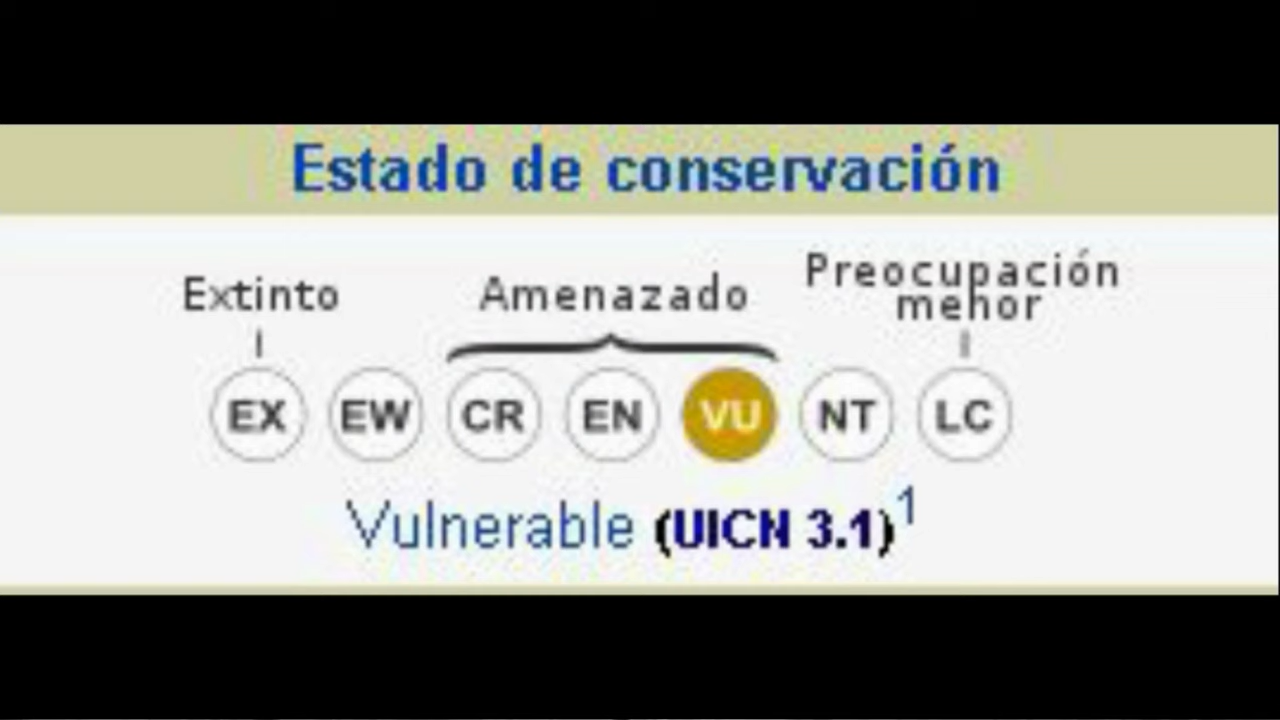 Estado de conservación
Extinto
Amenazado
Preocupación
menor
EX EW CR EN VU NT LC
Vulnerable (UICN 3.1)1